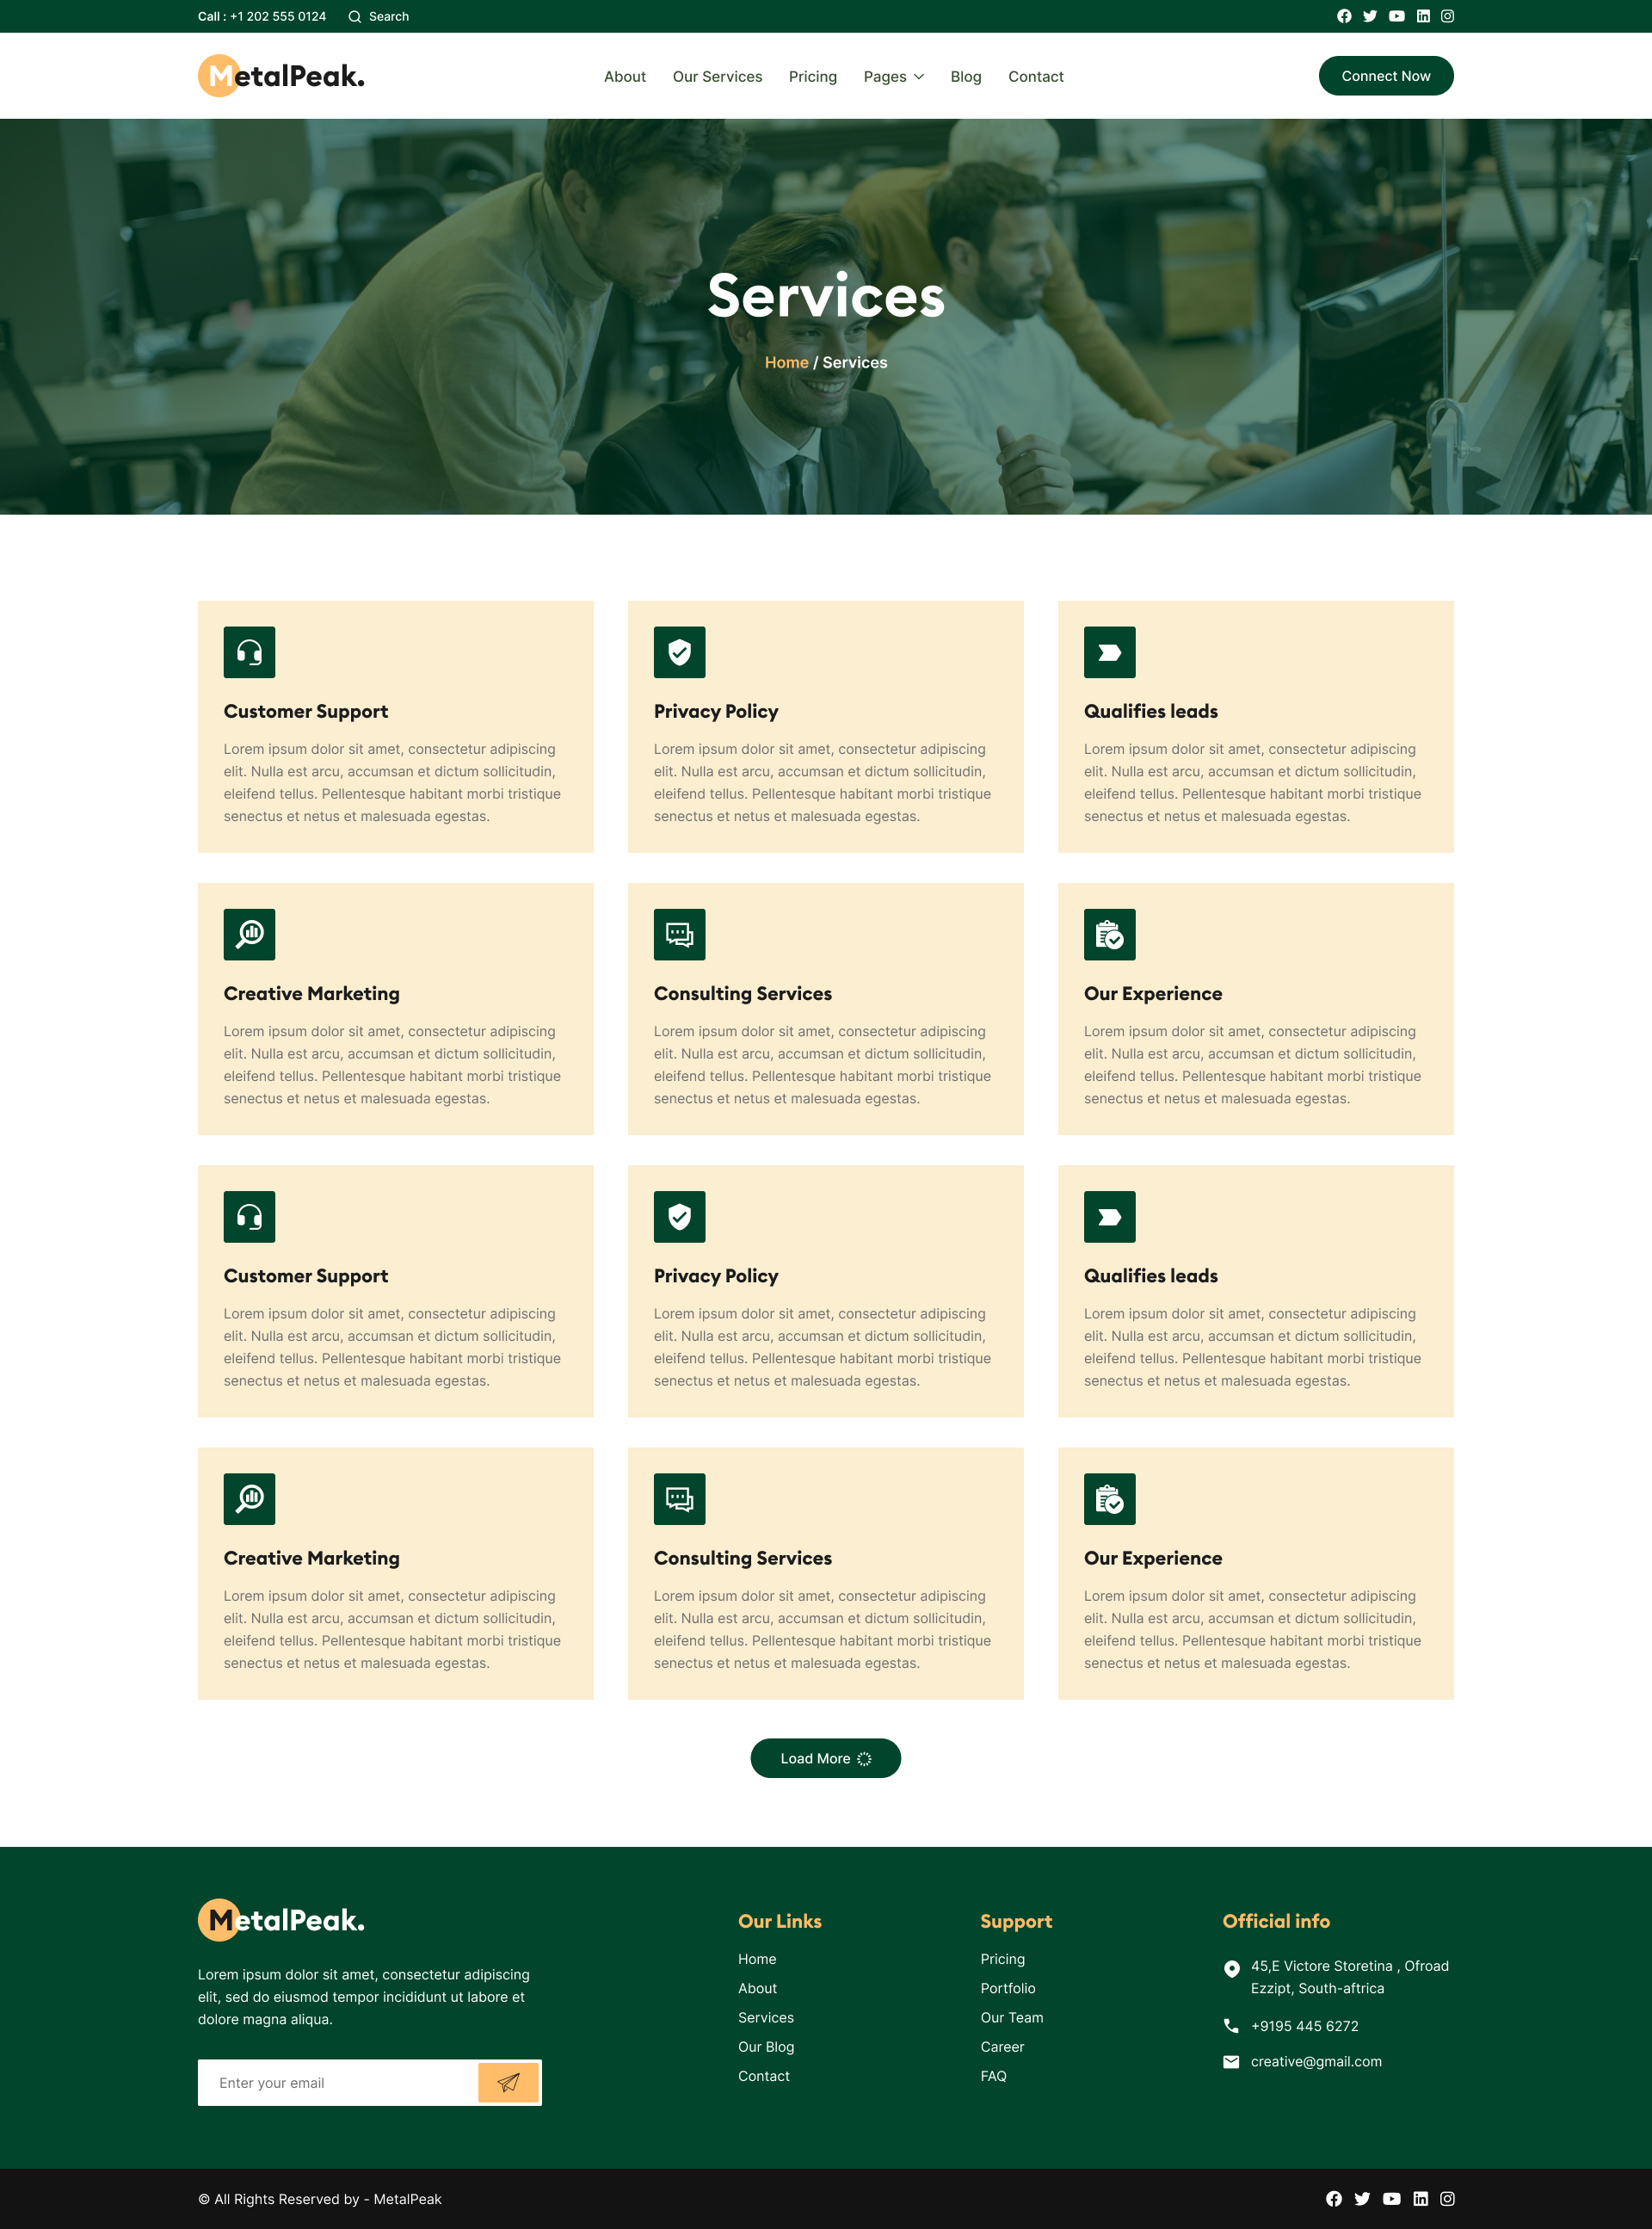 Call : +1 202 555 0124 Search
MetalPeak.
About Our Services Pricing Pages Blog Contact
Connect Now
Services
Home / Services
Customer Support
Lorem ipsum dolor sit amet, consectetur adipiscing
elit. Nulla est arcu, accumsan et dictum sollicitudin,
eleifend tellus. Pellentesque habitant morbi tristique
senectus et netus et malesuada egestas.
Privacy Policy
Lorem ipsum dolor sit amet, consectetur adipiscing
elit. Nulla est arcu, accumsan et dictum sollicitudin,
eleifend tellus. Pellentesque habitant morbi tristique
senectus et netus et malesuada egestas.
Qualifies leads
Lorem ipsum dolor sit amet, consectetur adipiscing
elit. Nulla est arcu, accumsan et dictum sollicitudin,
eleifend tellus. Pellentesque habitant morbi tristique
senectus et netus et malesuada egestas.
Creative Marketing
Lorem ipsum dolor sit amet, consectetur adipiscing
elit. Nulla est arcu, accumsan et dictum sollicitudin,
eleifend tellus. Pellentesque habitant morbi tristique
senectus et netus et malesuada egestas.
Consulting Services
Lorem ipsum dolor sit amet, consectetur adipiscing
elit. Nulla est arcu, accumsan et dictum sollicitudin,
eleifend tellus. Pellentesque habitant morbi tristique
senectus et netus et malesuada egestas.
Our Experience
Lorem ipsum dolor sit amet, consectetur adipiscing
elit. Nulla est arcu, accumsan et dictum sollicitudin,
eleifend tellus. Pellentesque habitant morbi tristique
senectus et netus et malesuada egestas.
Customer Support
Lorem ipsum dolor sit amet, consectetur adipiscing
elit. Nulla est arcu, accumsan et dictum sollicitudin,
eleifend tellus. Pellentesque habitant morbi tristique
senectus et netus et malesuada egestas.
Privacy Policy
Lorem ipsum dolor sit amet, consectetur adipiscing
elit. Nulla est arcu, accumsan et dictum sollicitudin,
eleifend tellus. Pellentesque habitant morbi tristique
senectus et netus et malesuada egestas.
Qualifies leads
Lorem ipsum dolor sit amet, consectetur adipiscing
elit. Nulla est arcu, accumsan et dictum sollicitudin,
eleifend tellus. Pellentesque habitant morbi tristique
senectus et netus et malesuada egestas.
Creative Marketing
Lorem ipsum dolor sit amet, consectetur adipiscing
elit. Nulla est arcu, accumsan et dictum sollicitudin,
eleifend tellus. Pellentesque habitant morbi tristique
senectus et netus et malesuada egestas.
Consulting Services
Lorem ipsum dolor sit amet, consectetur adipiscing
elit. Nulla est arcu, accumsan et dictum sollicitudin,
eleifend tellus. Pellentesque habitant morbi tristique
senectus et netus et malesuada egestas.
Our Experience
Lorem ipsum dolor sit amet, consectetur adipiscing
elit. Nulla est arcu, accumsan et dictum sollicitudin,
eleifend tellus. Pellentesque habitant morbi tristique
senectus et netus et malesuada egestas.
Load More
MetalPeak.
Lorem ipsum dolor sit amet, consectetur adipiscing
elit, sed do eiusmod tempor incididunt ut labore et
dolore magna aliqua.
Enter your email
Our Links
Home
About
Services
Our Blog
Contact
Support
Pricing
Portfolio
Our Team
Career
FAQ
Official info
45,E Victore Storetina , Ofroad
Ezzipt, South-aftrica
+9195 445 6272
creative@gmail.com
© All Rights Reserved by - MetalPeak